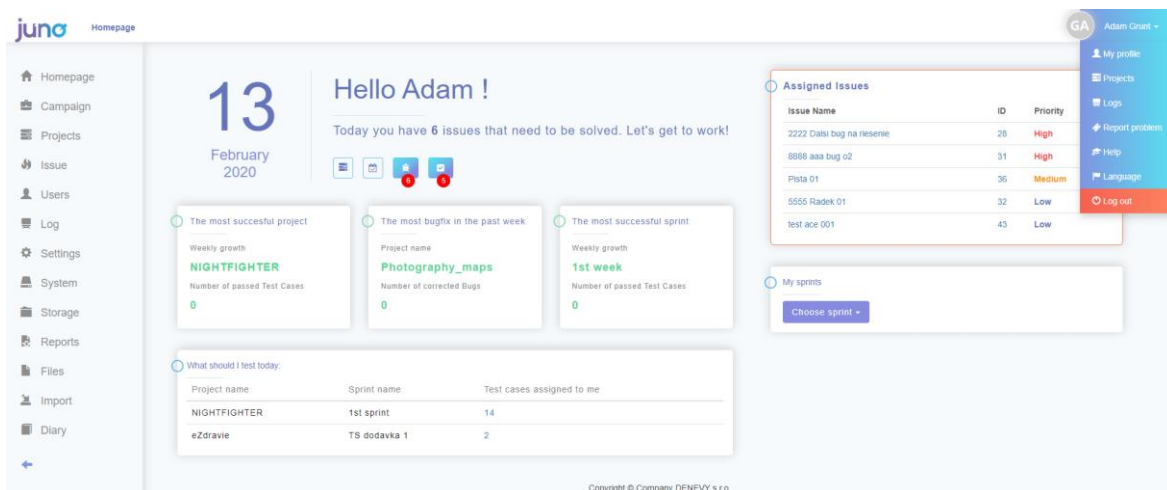 juno
Homepage
GA
Adam Grunt
My profile
Projects
Logs
Report problem
Help
Language
Log out
Homepage
Campaign
Projects
Issue
Users
Log
Settings
System
Storage
Reports
Files
Import
Diary
13
February
2020
Hello Adam !
Today you have 6 issues that need to be solved. Let's get to work!
6
5
The most succesful project
Weekly growth
NIGHTFIGHTER
Number of passed Test Cases
0
The most bugfix in the past week
Project name
Photography_maps
Number of corrected Bugs
0
The most successful sprint
Weekly growth
1st week
Number of passed Test Cases
0
What should I test today:
Project name Sprint name Test cases assigned to me
NIGHTFIGHTER 1st sprint 14
eZdravie TS dodavka 1 2
Assigned Issues
Issue Name ID Priority
2222 Dalsi bug na riesenie 28 High
8888 aaa bug o2 31 High
Pista 01 36 Medium
5555 Radek 01 32 Low
test ace 001 43 Low
My sprints
Choose sprint
Copyright © Company DENEVY s.r.o